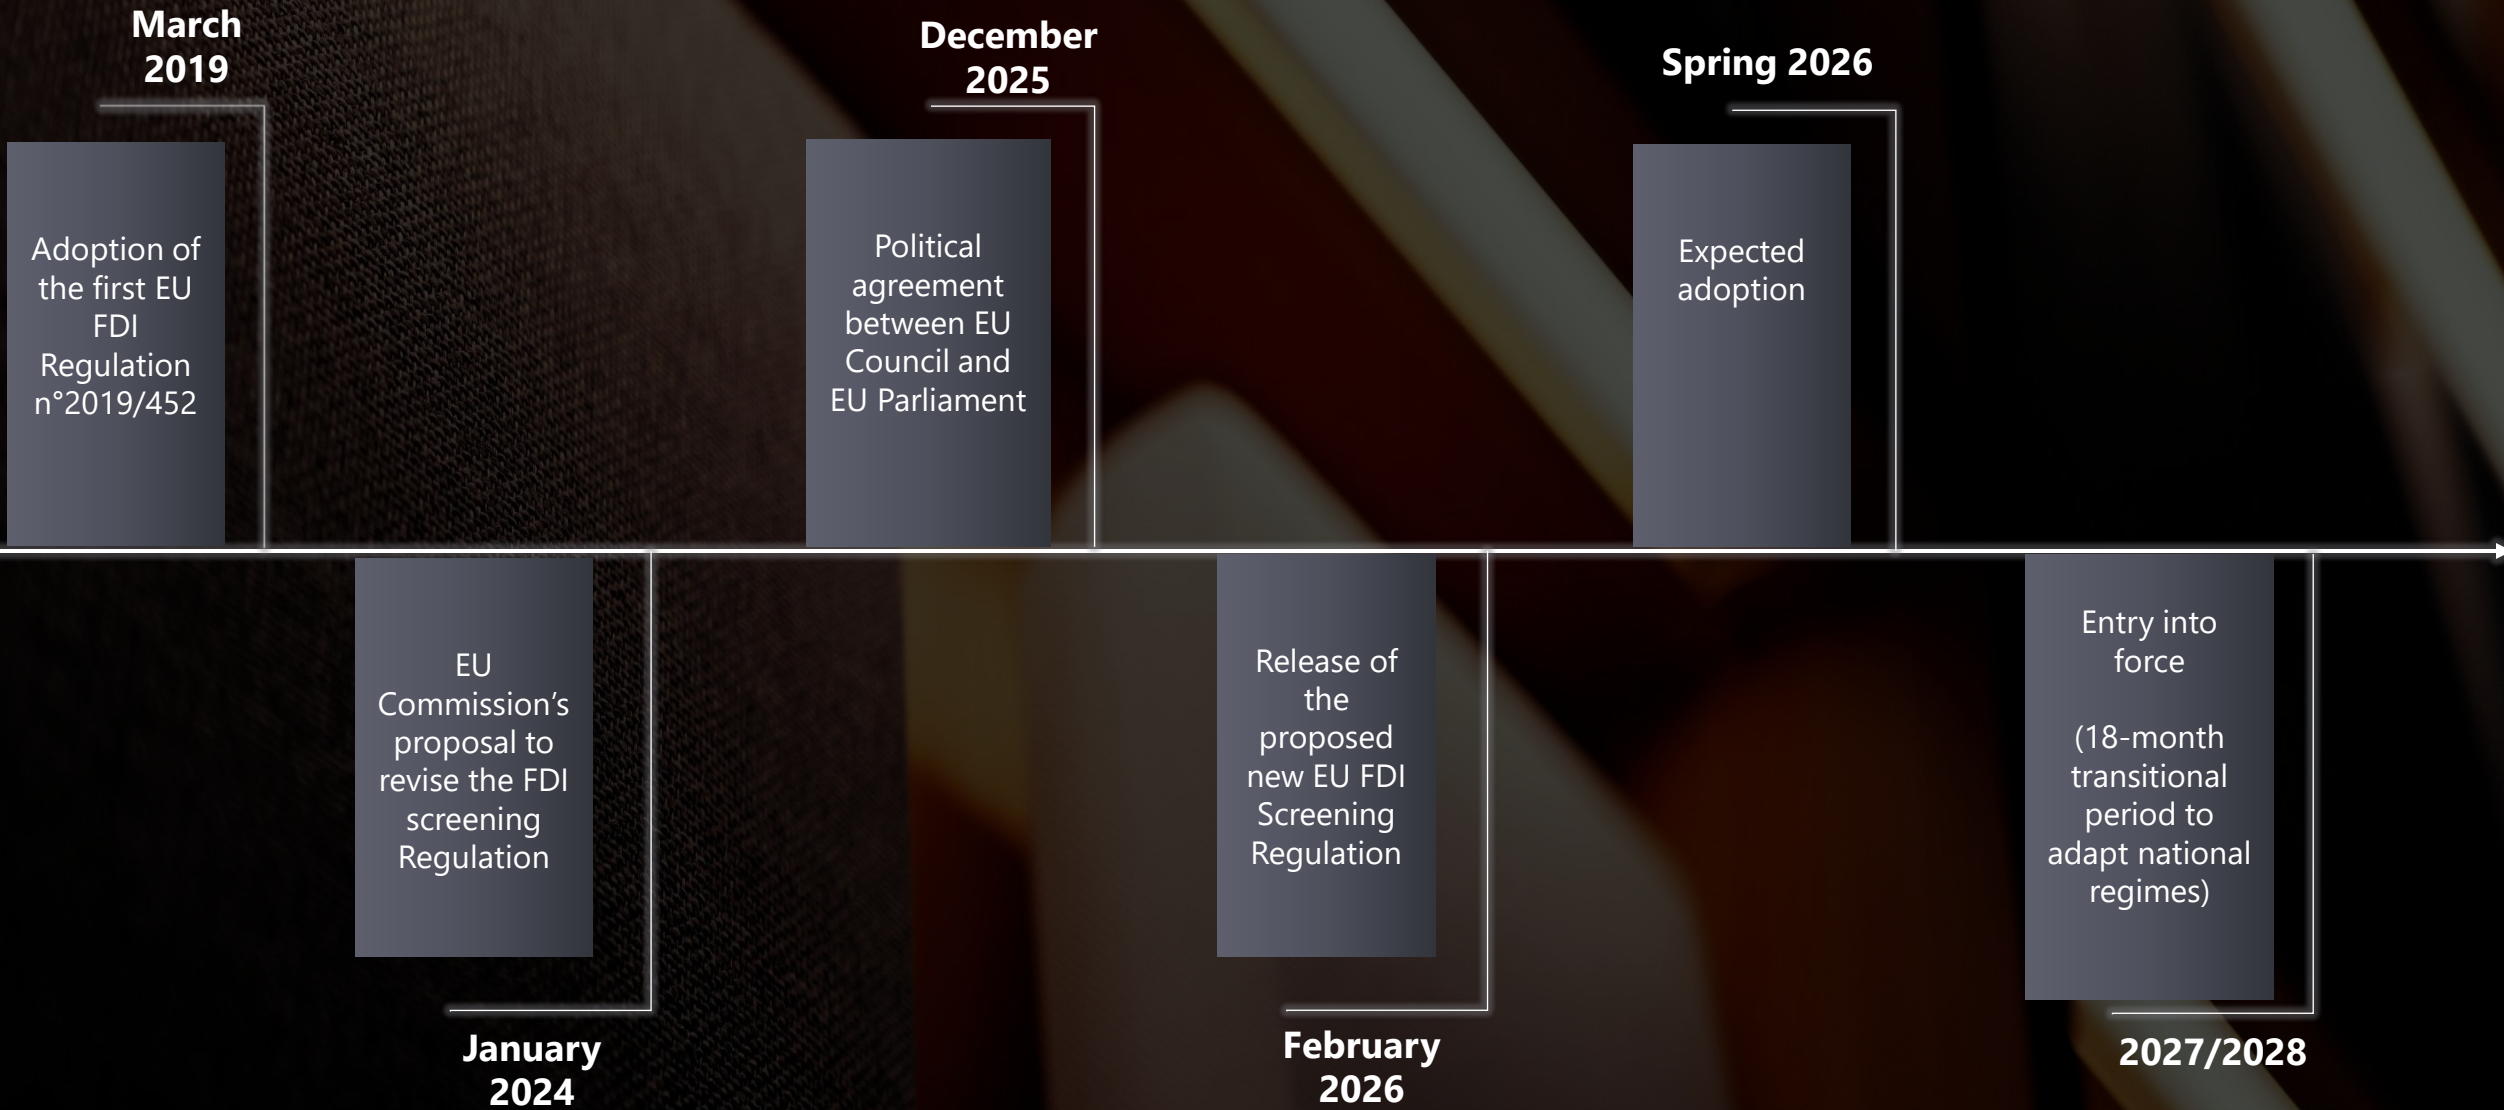 March
2019
Adoption of
the first EU
FDI
Regulation
n°2019/452
EU
Commission’s
proposal to
revise the FDI
screening
Regulation
January
2024
December
2025
Political
agreement
between EU
Council and
EU Parliament
Release of
the
proposed
new EU FDI
Screening
Regulation
February
2026
Spring 2026
Expected
adoption
Entry into
force
(18-month
transitional
period to
adapt national
regimes)
2027/2028